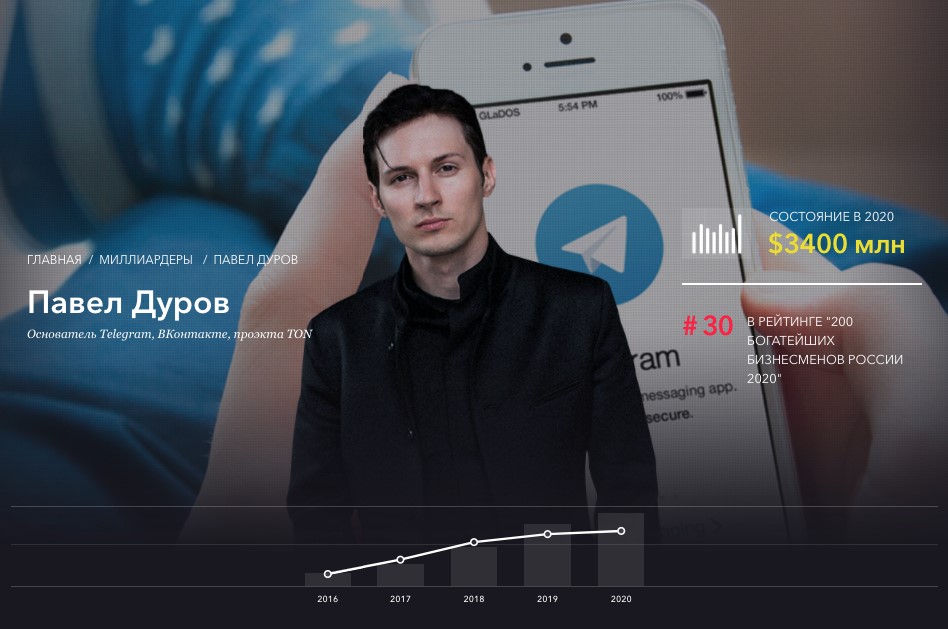 GLaDOS 5:54 PM 100%
СОСТОЯНИЕ В 2020
$3400 млн
ГЛАВНАЯ / МИЛЛИАРДЕРЫ / ПАВЕЛ ДУРОВ
Павел Дуров
Основатель Telegram, ВКонтакте, проэкта TON
# 30 В РЕЙТИНГЕ "200
БОГАТЕЙШИХ
БИЗНЕСМЕНОВ РОССИИ
2020"
ram
messaging app.
secure.
2016 2017 2018 2019 2020